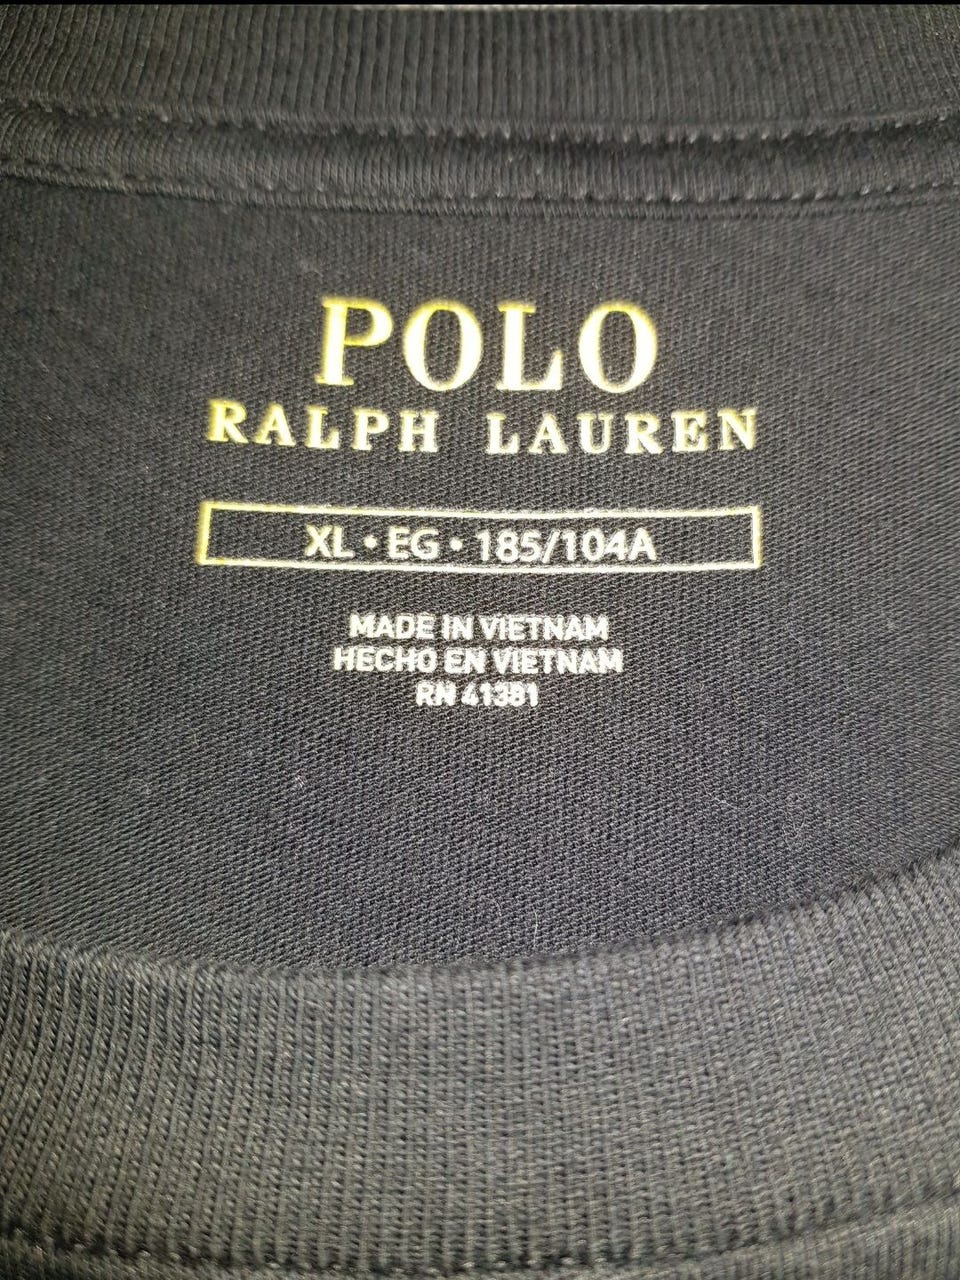 POLO
RALPH LAUREN
XL • EG • 185/104A
MADE IN VIETNAM
HECHO EN VIETNAM
RN 41381